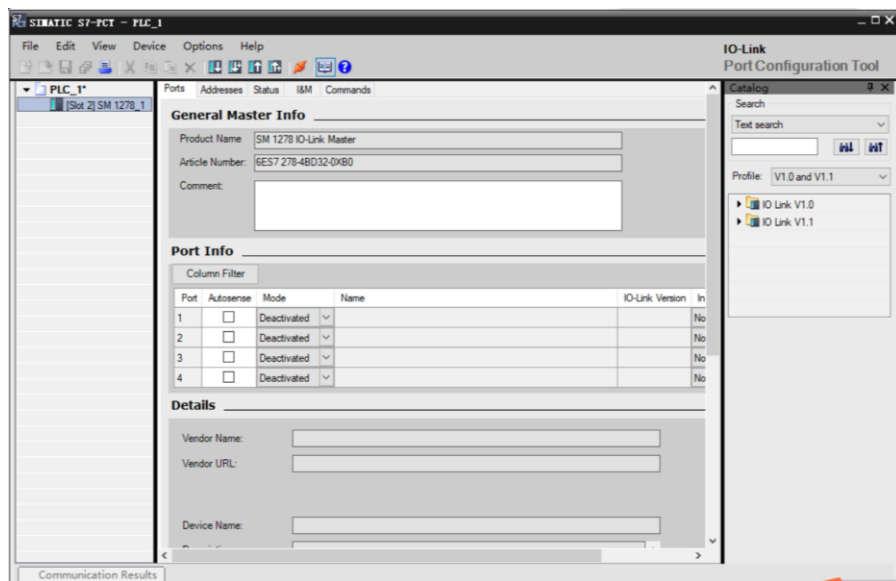 SIMATIC S7-PCT - PLC_1
File Edit View Device Options Help
IO-Link
Port Configuration Tool
PLC_1*
[Slot 2] SM 1278_1
Ports Addresses Status I&M Commands
General Master Info
Product Name SM 1278 IO-Link Master
Article Number: 6ES7 278-4BD32-0XB0
Comment:
Port Info
Column Filter
Port Autosense Mode Name IO-Link Version In
1 Deactivated No
2 Deactivated No
3 Deactivated No
4 Deactivated No
Details
Vendor Name:
Vendor URL:
Device Name:
Catalog
Search
Text search
Profile: V1.0 and V1.1
IO Link V1.0
IO Link V1.1
Communication Results